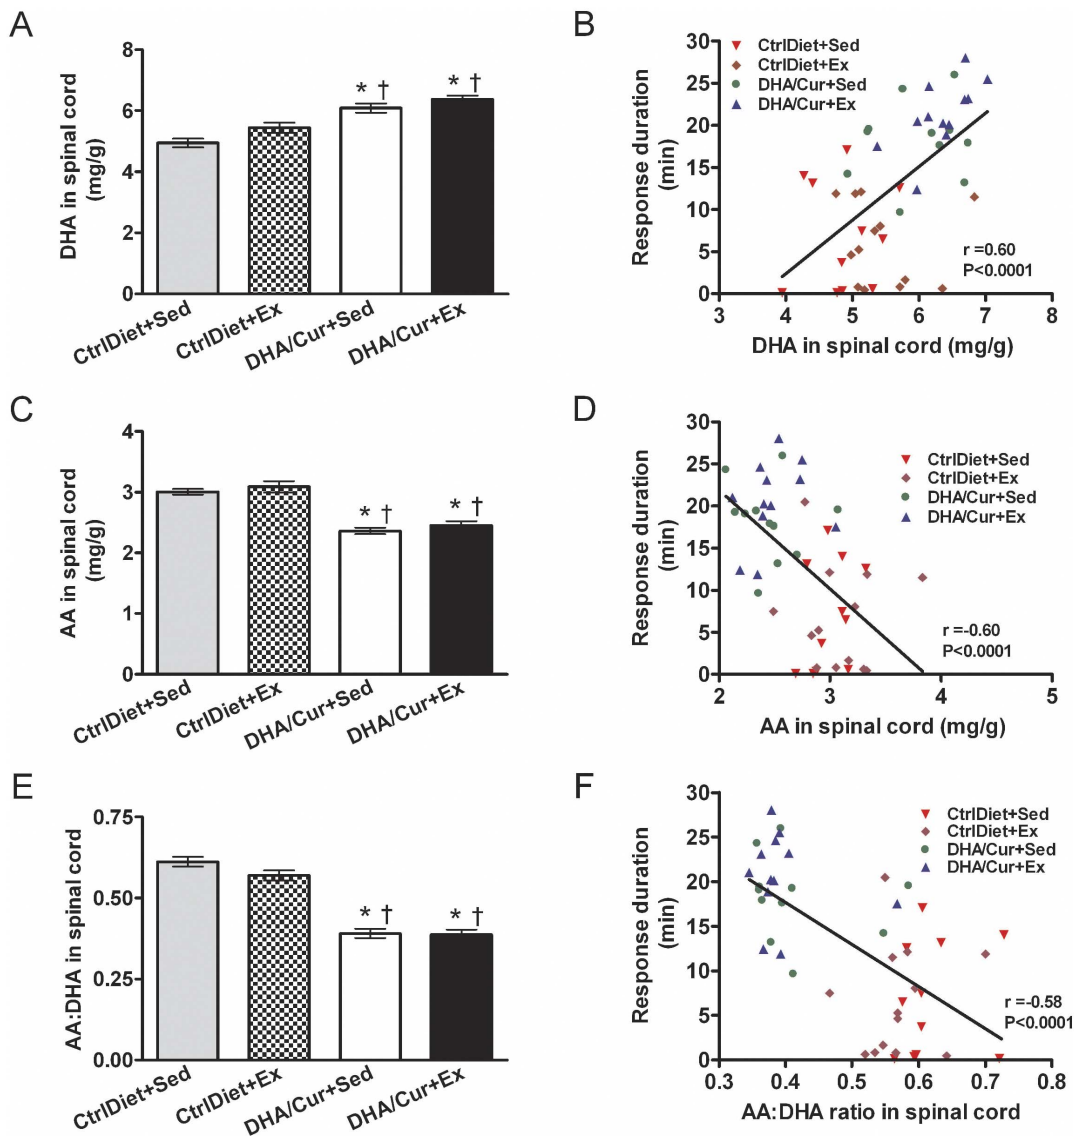 A
DHA in spinal cord
(mg/g)
8
6
4
2
0
* †
* †
CtrlDiet+Sed
CtrlDiet+Ex
DHA/Cur+Sed
DHA/Cur+Ex
B
Response duration
(min)
30
25
20
15
10
5
0
CtrlDiet+Sed
CtrlDiet+Ex
DHA/Cur+Sed
DHA/Cur+Ex
r =0.60
P<0.0001
3 4 5 6 7 8
DHA in spinal cord (mg/g)
C
AA in spinal cord
(mg/g)
4
3
2
1
0
* †
* †
CtrlDiet+Sed
CtrlDiet+Ex
DHA/Cur+Sed
DHA/Cur+Ex
D
Response duration
(min)
30
25
20
15
10
5
0
CtrlDiet+Sed
CtrlDiet+Ex
DHA/Cur+Sed
DHA/Cur+Ex
r =-0.60
P<0.0001
2 3 4 5
AA in spinal cord (mg/g)
E
AA:DHA in spinal cord
0.75
0.50
0.25
0.00
* †
* †
CtrlDiet+Sed
CtrlDiet+Ex
DHA/Cur+Sed
DHA/Cur+Ex
F
Response duration
(min)
30
25
20
15
10
5
0
CtrlDiet+Sed
CtrlDiet+Ex
DHA/Cur+Sed
DHA/Cur+Ex
r =-0.58
P<0.0001
0.3 0.4 0.5 0.6 0.7 0.8
AA:DHA ratio in spinal cord